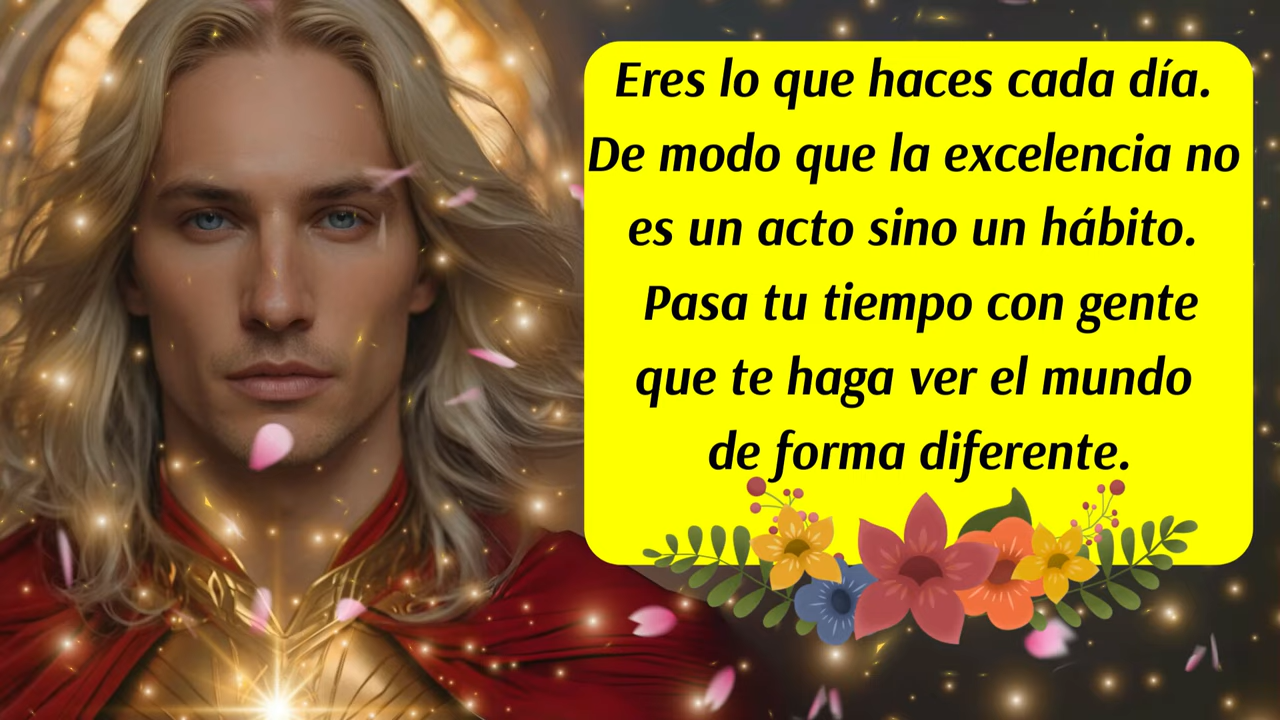 Eres lo que haces cada día.
De modo que la excelencia no
es un acto sino un hábito.
Pasa tu tiempo con gente
que te haga ver el mundo
de forma diferente.